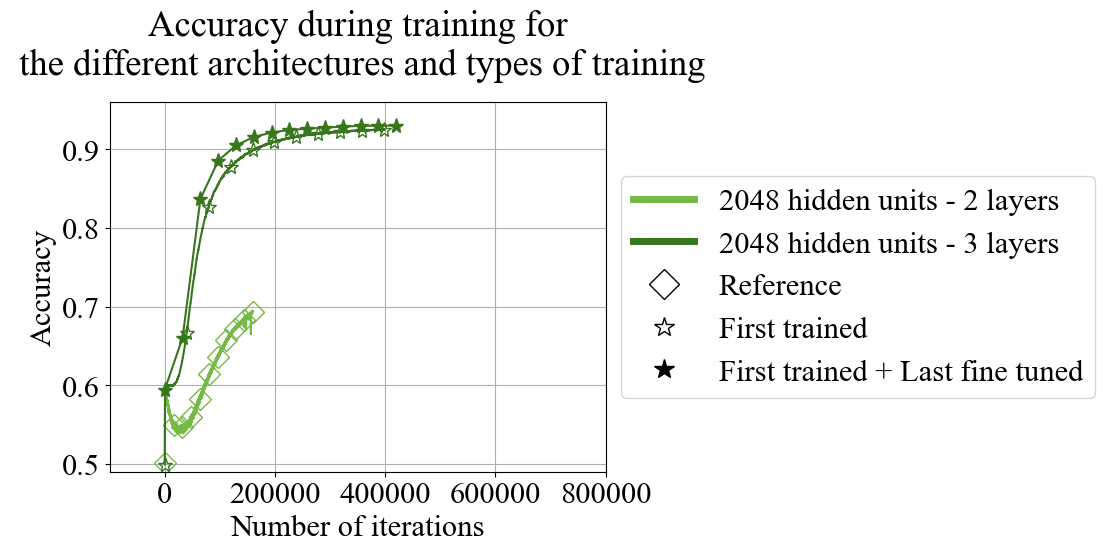 Accuracy during training for
the different architectures and types of training
0.9
0.8
0.7
0.6
0.5
Accuracy
0
200000
400000
600000
800000
Number of iterations
2048 hidden units - 2 layers
2048 hidden units - 3 layers
Reference
First trained
First trained + Last fine tuned